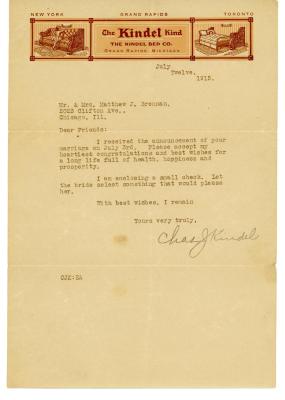 NEW YORK GRAND RAPIDS TORONTO
The Kindel Kind
THE KINDEL BED CO.
GRAND RAPIDS, MICHIGAN
July
Twelve,
1915.
Mr. & Mrs. Matthew J. Brennan,
Clifton Ave.,
Chicago, Ill.
Dear Friends:
I received the announcement of your
marriage on July 3rd. Please accept my
heartiest congratulations and best wishes for
a long life full of health, happiness and
prosperity.
I am enclosing a small check. Let
the bride select something that would please
her.
With best wishes, I remain
Yours very truly,
Chas J Kindel
CJK:EA